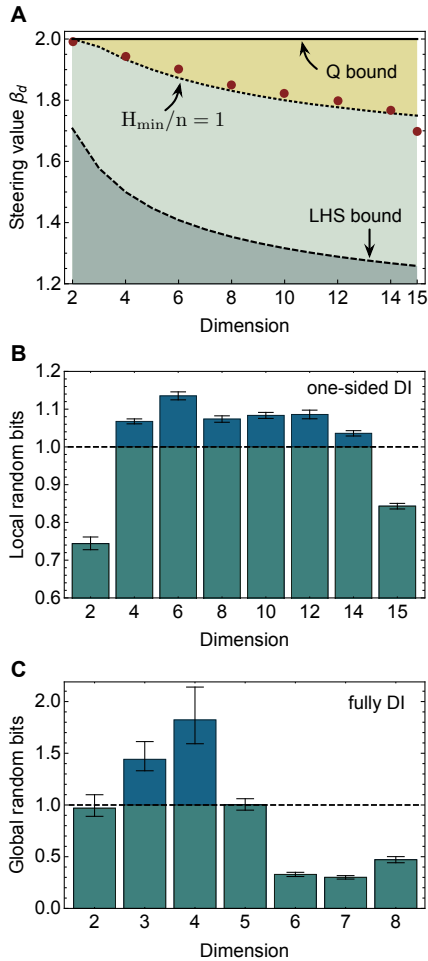 A
Steering value β_d
2.0
1.8
1.6
1.4
1.2
Q bound
H_min/n = 1
LHS bound
2 4 6 8 10 12 14 15
Dimension
B
Local random bits
1.2
1.1
1.0
0.9
0.8
0.7
0.6
one-sided DI
2 4 6 8 10 12 14 15
Dimension
C
Global random bits
2.0
1.5
1.0
0.5
0.0
fully DI
2 3 4 5 6 7 8
Dimension